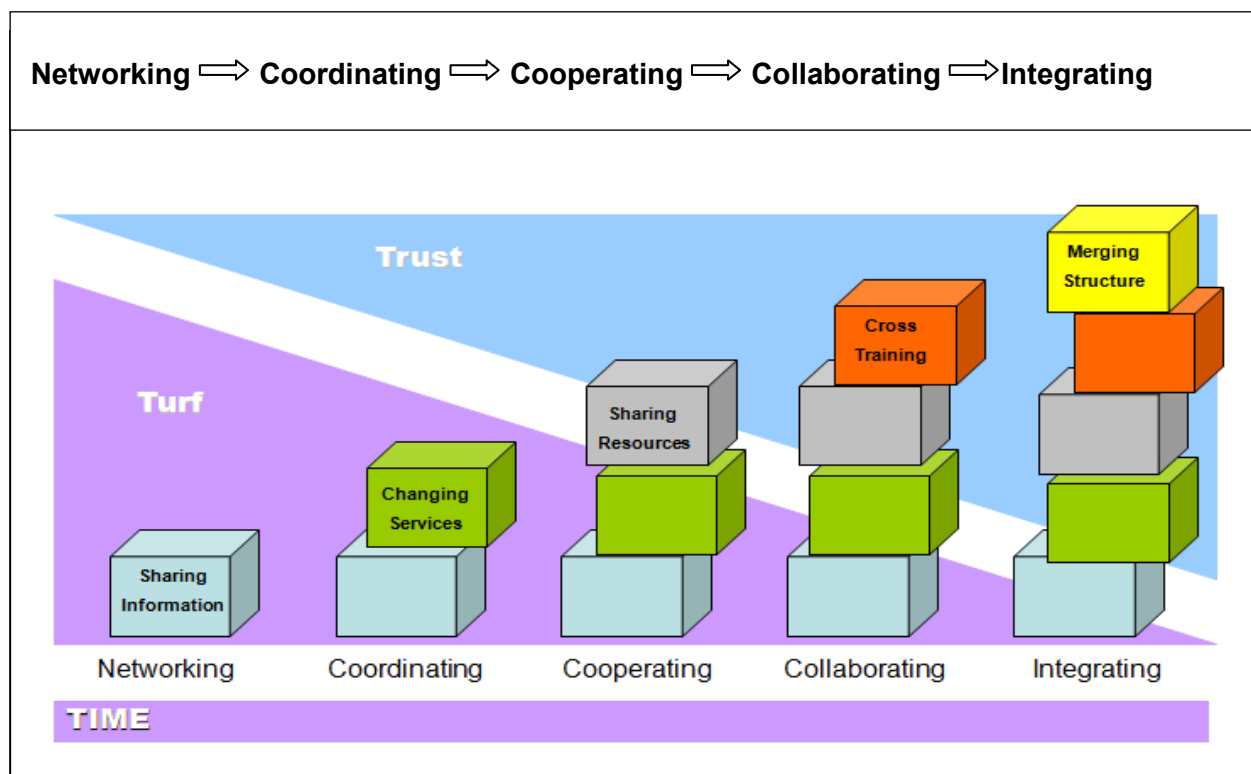 Networking ⇨ Coordinating ⇨ Cooperating ⇨ Collaborating ⇨ Integrating
Trust
Turf
Merging
Structure
Cross
Training
Sharing
Resources
Changing
Services
Sharing
Information
Networking Coordinating Cooperating Collaborating Integrating
TIME